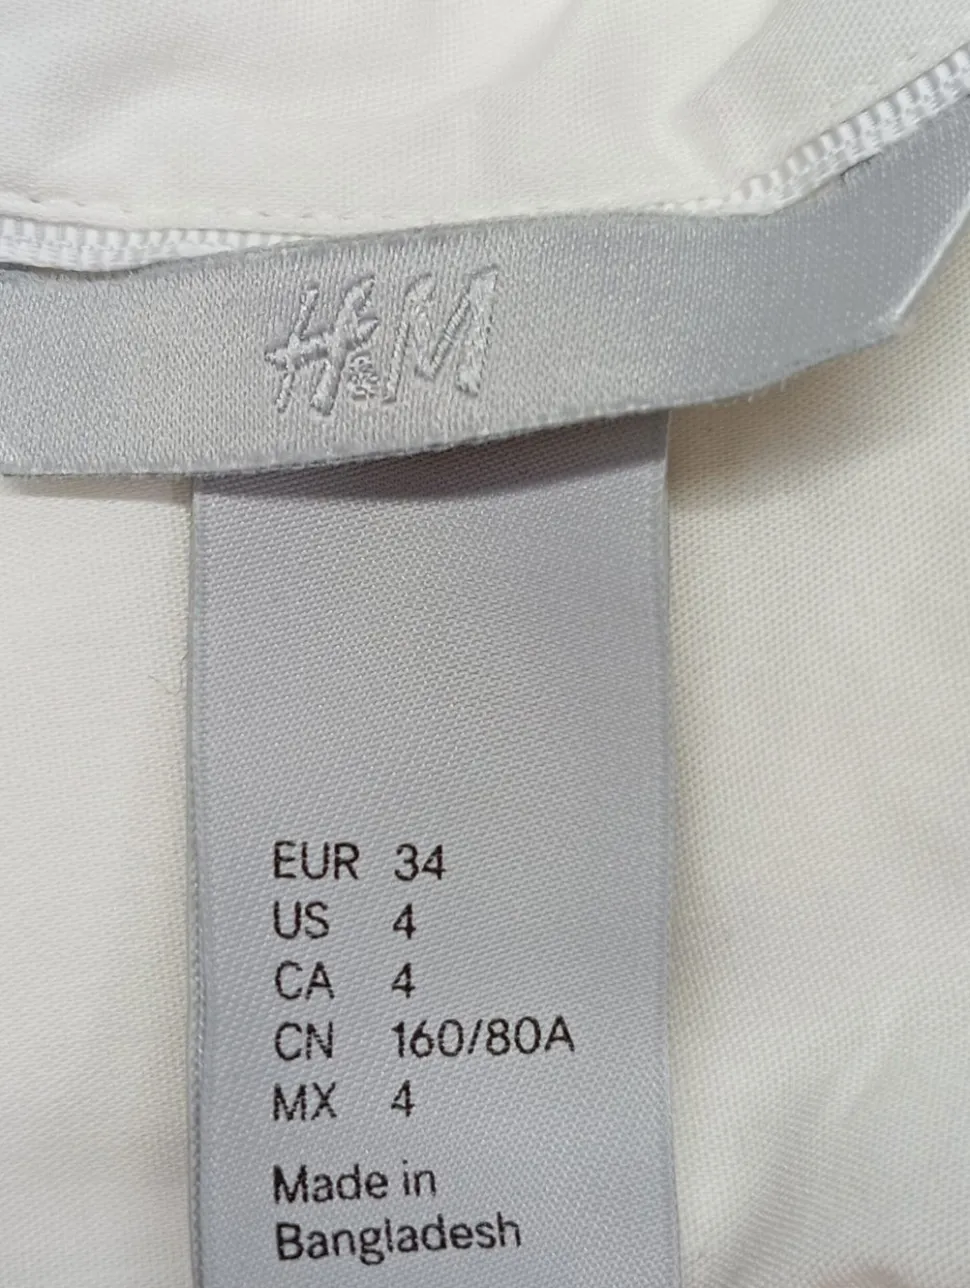 H&M
EUR 34
US 4
CA 4
CN 160/80A
MX 4
Made in
Bangladesh